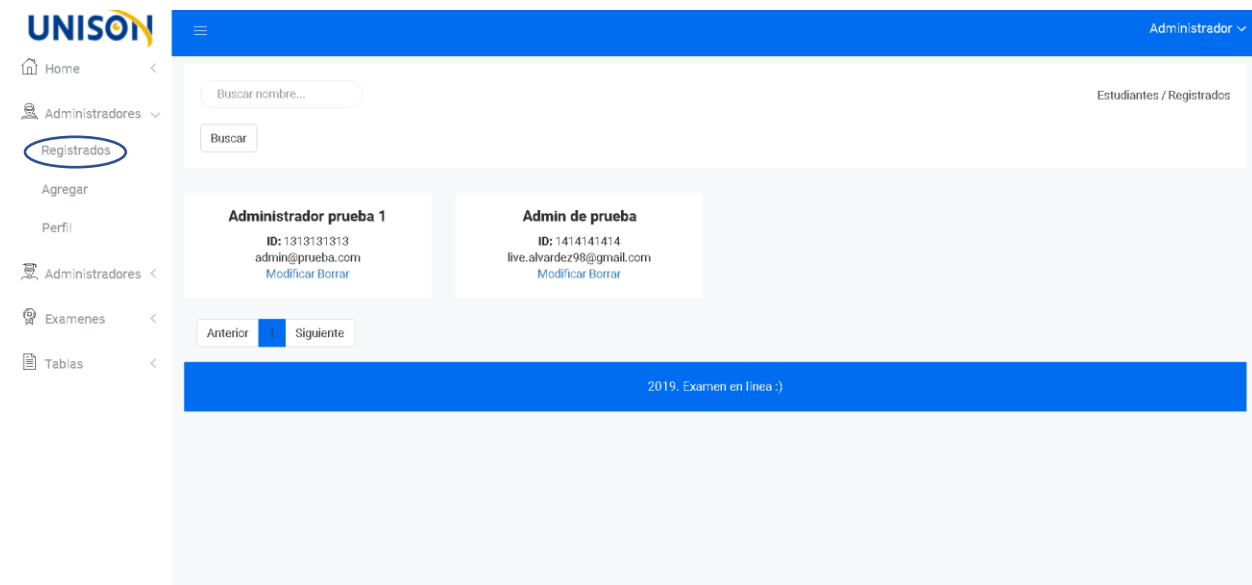 UNISON
Home
Administradores
Registrados
Agregar
Perfil
Administradores
Examenes
Tablas
Administrador
Buscar nombre...
Estudiantes / Registrados
Buscar
Administrador prueba 1
ID: 1313131313
admin@prueba.com
Modificar Borrar
Admin de prueba
ID: 1414141414
live.alvardez98@gmail.com
Modificar Borrar
Anterior 1 Siguiente
2019. Examen en linea :)